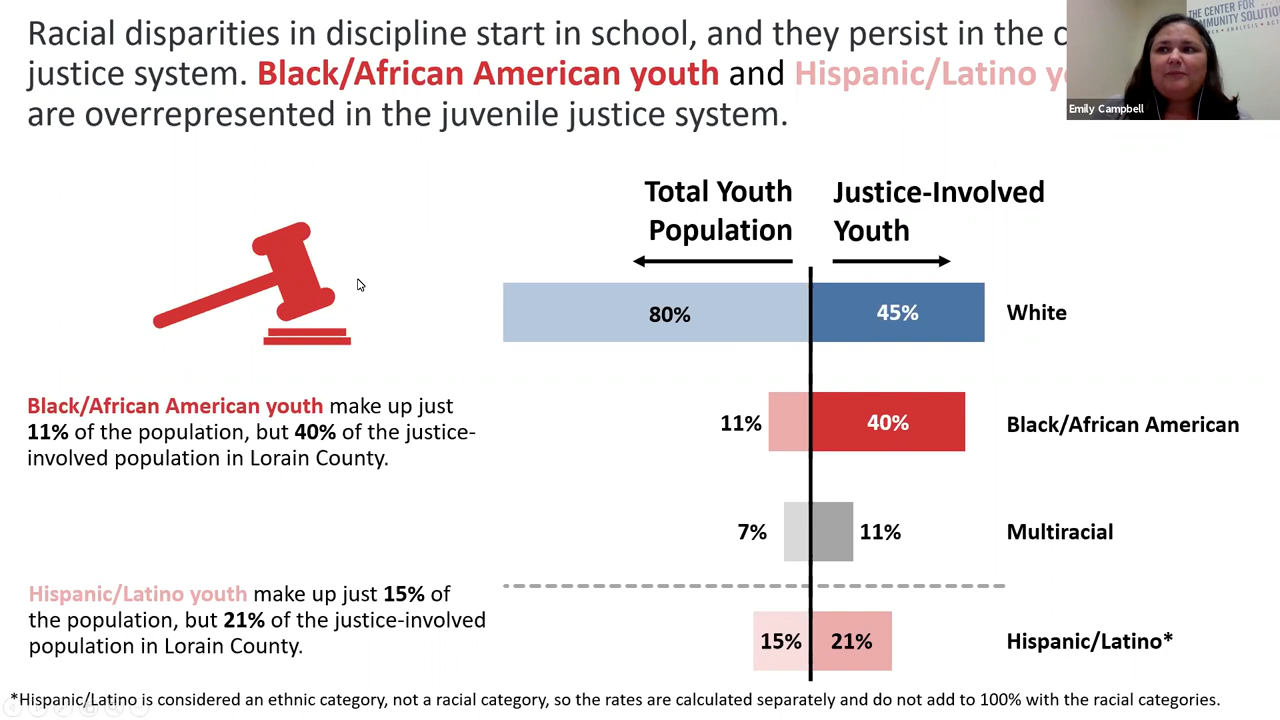 Racial disparities in discipline start in school, and they persist in the
justice system. Black/African American youth and Hispanic/Latino
are overrepresented in the juvenile justice system.
THE CENTER FOR
COMMUNITY SOLUTIONS
Emily Campbell
Total Youth
Population
Justice-Involved
Youth
80%
45%
White
Black/African American youth make up just
11% of the population, but 40% of the justice-
involved population in Lorain County.
11%
40%
Black/African American
7%
11%
Multiracial
Hispanic/Latino youth make up just 15% of
the population, but 21% of the justice-involved
population in Lorain County.
15%
21%
Hispanic/Latino*
*Hispanic/Latino is considered an ethnic category, not a racial category, so the rates are calculated separately and do not add to 100% with the racial categories.